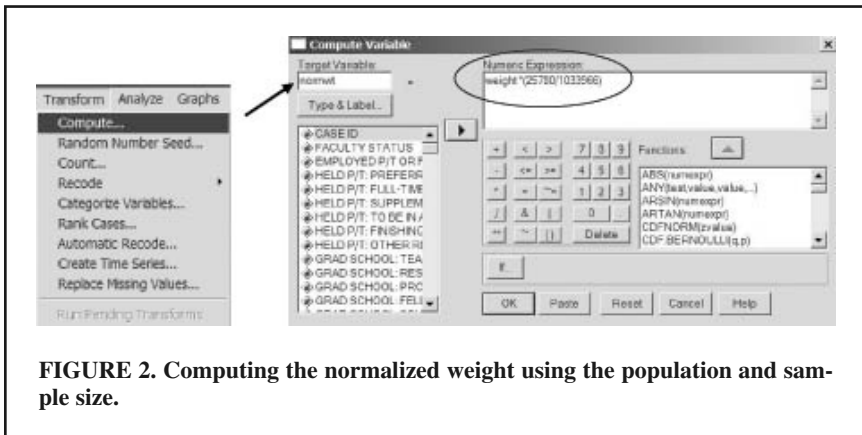 Transform Analyze Graphs
Compute...
Random Number Seed...
Count...
Recode
Categorize Variables...
Rank Cases...
Automatic Recode...
Create Time Series...
Replace Missing Values...
Run Pending Transforms
Compute Variable
Target Variable:
normwt
=
Type & Label...
CASE ID
FACULTY STATUS
EMPLOYED P/T OR F
HELD P/T: PREFERR
HELD P/T: FULL-TIME
HELD P/T: SUPPLEM
HELD P/T: TO BE IN A
HELD P/T: FINISHING
HELD P/T: OTHER RE
GRAD SCHOOL: TEA
GRAD SCHOOL: RES
GRAD SCHOOL: PRO
GRAD SCHOOL: FELL
Numeric Expression:
weight *(25780/1033966)
+ < > 7 8 9
- <= >= 4 5 6
* = ~= 1 2 3
/ & | 0 .
** ~ () Delete
Functions:
ABS(numexpr)
ANY(test,value,value,...)
ARSIN(numexpr)
ARTAN(numexpr)
CDFNORM(zvalue)
CDF.BERNOULLI(q,p)
If...
OK Paste Reset Cancel Help
FIGURE 2. Computing the normalized weight using the population and sam-
ple size.